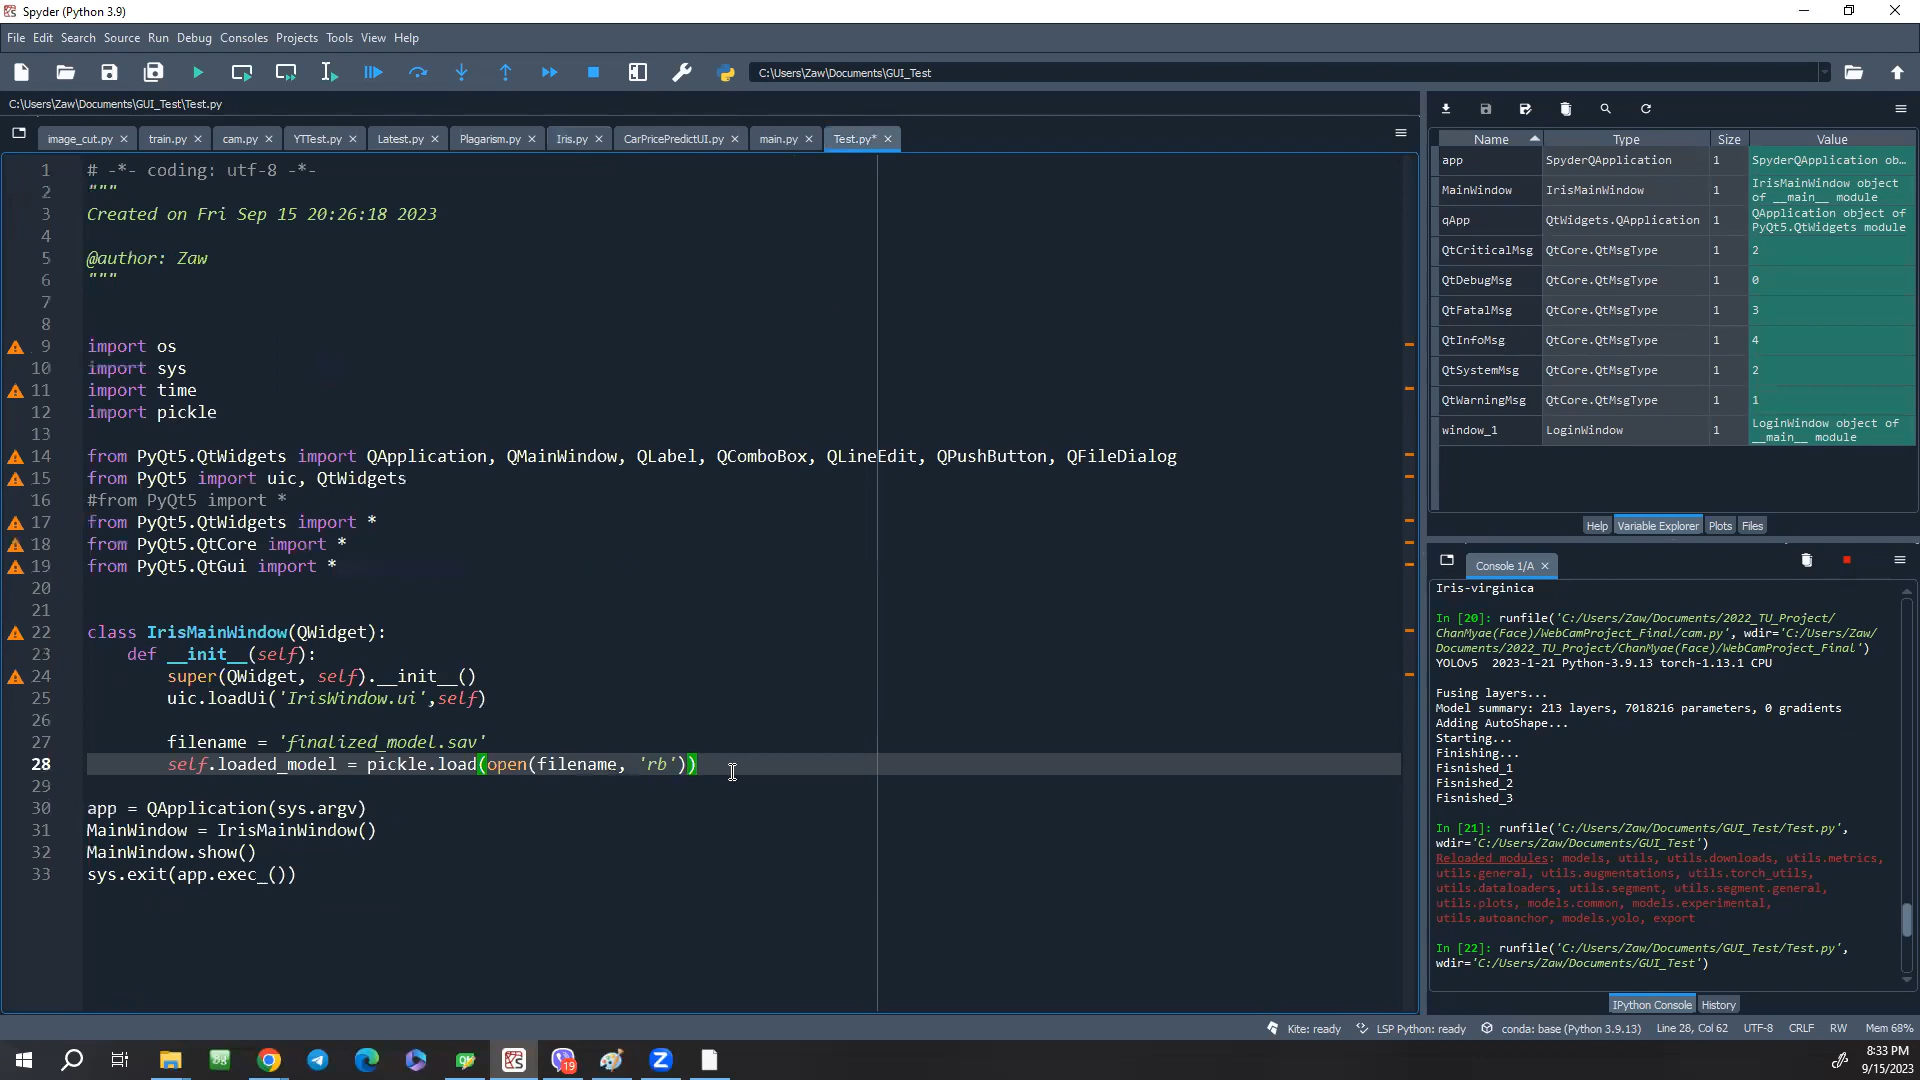 Spyder (Python 3.9)
File Edit Search Source Run Debug Consoles Projects Tools View Help
C:\Users\Zaw\Documents\GUI_Test
C:\Users\Zaw\Documents\GUI_Test\Test.py
image_cut.py train.py cam.py YTTest.py Latest.py Plagarism.py Iris.py CarPricePredictUI.py main.py Test.py*
1 # -*- coding: utf-8 -*-
2 """
3 Created on Fri Sep 15 20:26:18 2023
4
5 @author: Zaw
6 """
7
8
9 import os
10 import sys
11 import time
12 import pickle
13
14 from PyQt5.QtWidgets import QApplication, QMainWindow, QLabel, QComboBox, QLineEdit, QPushButton, QFileDialog
15 from PyQt5 import uic, QtWidgets
16 #from PyQt5 import *
17 from PyQt5.QtWidgets import *
18 from PyQt5.QtCore import *
19 from PyQt5.QtGui import *
20
21
22 class IrisMainWindow(QWidget):
23 def __init__(self):
24 super(QWidget, self).__init__()
25 uic.loadUi('IrisWindow.ui',self)
26
27 filename = 'finalized_model.sav'
28 self.loaded_model = pickle.load(open(filename, 'rb'))
29
30 app = QApplication(sys.argv)
31 MainWindow = IrisMainWindow()
32 MainWindow.show()
33 sys.exit(app.exec_())
Name Type Size Value
app SpyderQApplication 1 SpyderQApplication ob...
MainWindow IrisMainWindow 1 IrisMainWindow object
of __main__ module
qApp QtWidgets.QApplication 1 QApplication object of
PyQt5.QtWidgets module
QtCriticalMsg QtCore.QtMsgType 1 2
QtDebugMsg QtCore.QtMsgType 1 0
QtFatalMsg QtCore.QtMsgType 1 3
QtInfoMsg QtCore.QtMsgType 1 4
QtSystemMsg QtCore.QtMsgType 1 2
QtWarningMsg QtCore.QtMsgType 1 1
window_1 LoginWindow 1 LoginWindow object of
__main__ module
Help Variable Explorer Plots Files
Console 1/A
Iris-virginica
In [20]: runfile('C:/Users/Zaw/Documents/2022_TU_Project/
ChanMyae(Face)/WebCamProject_Final/cam.py', wdir='C:/Users/Zaw/
Documents/2022_TU_Project/ChanMyae(Face)/WebCamProject_Final')
YOLOv5 2023-1-21 Python-3.9.13 torch-1.13.1 CPU
Fusing layers...
Model summary: 213 layers, 7018216 parameters, 0 gradients
Adding AutoShape...
Starting...
Finishing...
Fisnished_1
Fisnished_2
Fisnished_3
In [21]: runfile('C:/Users/Zaw/Documents/GUI_Test/Test.py',
wdir='C:/Users/Zaw/Documents/GUI_Test')
Reloaded modules: models, utils, utils.downloads, utils.metrics,
utils.general, utils.augmentations, utils.torch_utils,
utils.dataloaders, utils.segment, utils.segment.general,
utils.plots, models.common, models.experimental,
utils.autoanchor, models.yolo, export
In [22]: runfile('C:/Users/Zaw/Documents/GUI_Test/Test.py',
wdir='C:/Users/Zaw/Documents/GUI_Test')
IPython Console History
Kite: ready LSP Python: ready conda: base (Python 3.9.13) Line 28, Col 62 UTF-8 CRLF RW Mem 68%
19
8:33 PM
9/15/2023